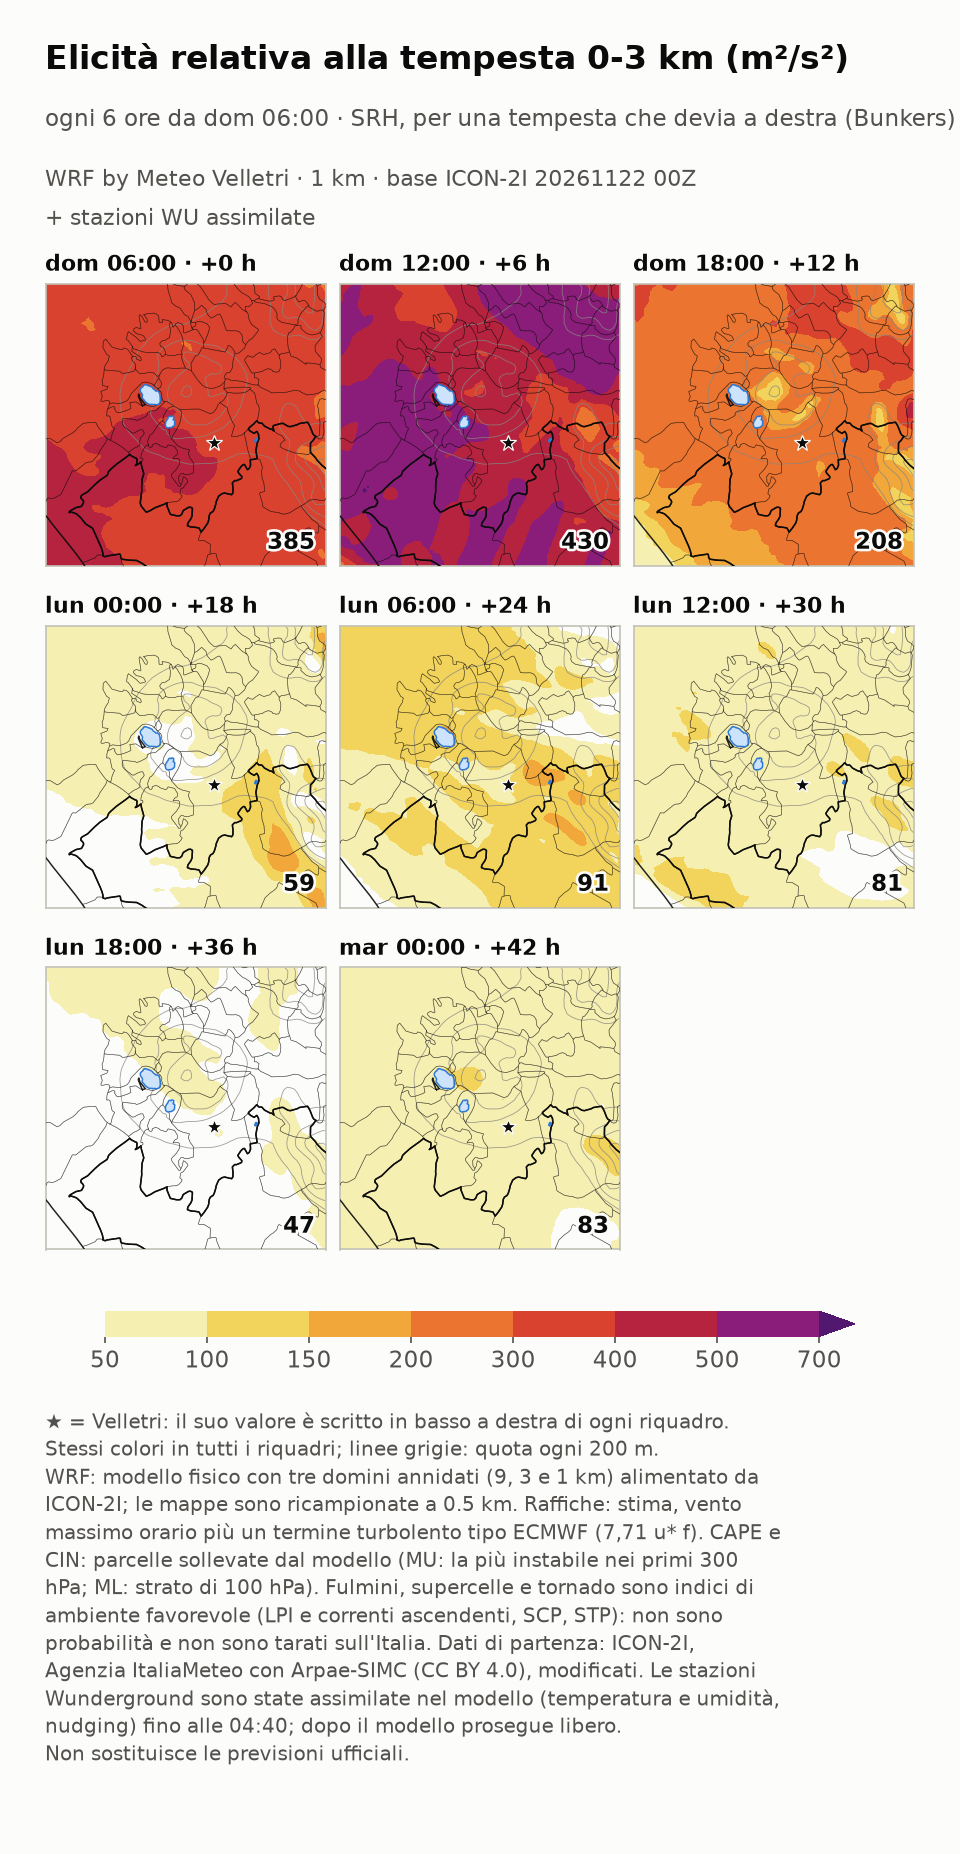 Elicità relativa alla tempesta 0-3 km (m²/s²)
ogni 6 ore da dom 06:00 · SRH, per una tempesta che devia a destra (Bunkers)
WRF by Meteo Velletri · 1 km · base ICON-2I 20261122 00Z
+ stazioni WU assimilate
dom 06:00 · +0 h
dom 12:00 · +6 h
dom 18:00 · +12 h
385
430
208
lun 00:00 · +18 h
lun 06:00 · +24 h
lun 12:00 · +30 h
59
91
81
lun 18:00 · +36 h
mar 00:00 · +42 h
47
83
50 100 150 200 300 400 500 700
★ = Velletri: il suo valore è scritto in basso a destra di ogni riquadro.
Stessi colori in tutti i riquadri; linee grigie: quota ogni 200 m.
WRF: modello fisico con tre domini annidati (9, 3 e 1 km) alimentato da
ICON-2I; le mappe sono ricampionate a 0.5 km. Raffiche: stima, vento
massimo orario più un termine turbolento tipo ECMWF (7,71 u* f). CAPE e
CIN: parcelle sollevate dal modello (MU: la più instabile nei primi 300
hPa; ML: strato di 100 hPa). Fulmini, supercelle e tornado sono indici di
ambiente favorevole (LPI e correnti ascendenti, SCP, STP): non sono
probabilità e non sono tarati sull'Italia. Dati di partenza: ICON-2I,
Agenzia ItaliaMeteo con Arpae-SIMC (CC BY 4.0), modificati. Le stazioni
Wunderground sono state assimilate nel modello (temperatura e umidità,
nudging) fino alle 04:40; dopo il modello prosegue libero.
Non sostituisce le previsioni ufficiali.